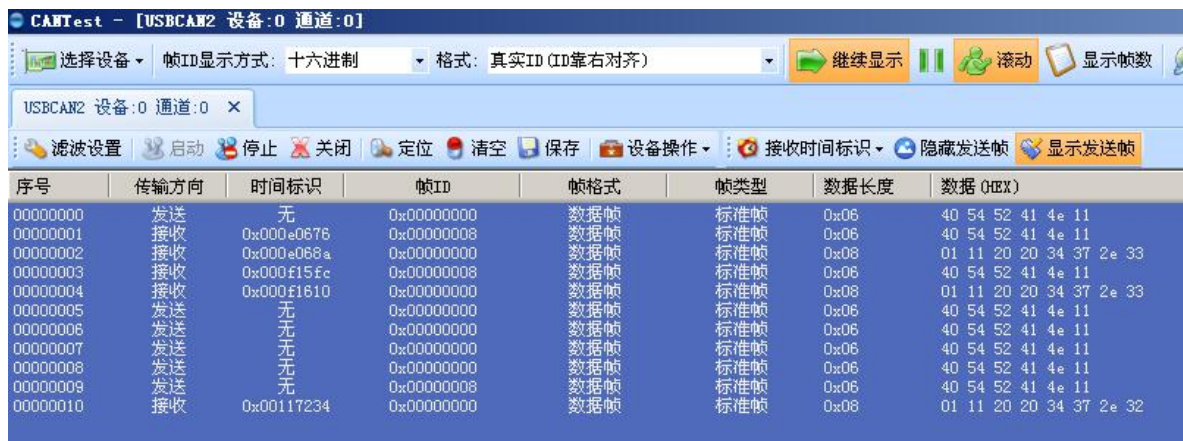 CANTest - [USBCAN2 设备:0 通道:0]
选择设备 帧ID显示方式: 十六进制 格式: 真实ID(ID靠右对齐) 继续显示 滚动 显示帧数
USBCAN2 设备:0 通道:0 ×
滤波设置 启动 停止 关闭 定位 清空 保存 设备操作 接收时间标识 隐藏发送帧 显示发送帧
序号 传输方向 时间标识 帧ID 帧格式 帧类型 数据长度 数据(HEX)
00000000 发送 无 0x00000000 数据帧 标准帧 0x06 40 54 52 41 4e 11
00000001 接收 0x000e0676 0x00000008 数据帧 标准帧 0x06 40 54 52 41 4e 11
00000002 接收 0x000e068a 0x00000000 数据帧 标准帧 0x08 01 11 20 20 34 37 2e 33
00000003 接收 0x000f15fc 0x00000008 数据帧 标准帧 0x06 40 54 52 41 4e 11
00000004 接收 0x000f1610 0x00000000 数据帧 标准帧 0x08 01 11 20 20 34 37 2e 33
00000005 发送 无 0x00000000 数据帧 标准帧 0x06 40 54 52 41 4e 11
00000006 发送 无 0x00000000 数据帧 标准帧 0x06 40 54 52 41 4e 11
00000007 发送 无 0x00000000 数据帧 标准帧 0x06 40 54 52 41 4e 11
00000008 发送 无 0x00000000 数据帧 标准帧 0x06 40 54 52 41 4e 11
00000009 发送 无 0x00000008 数据帧 标准帧 0x06 40 54 52 41 4e 11
00000010 接收 0x00117234 0x00000000 数据帧 标准帧 0x08 01 11 20 20 34 37 2e 32